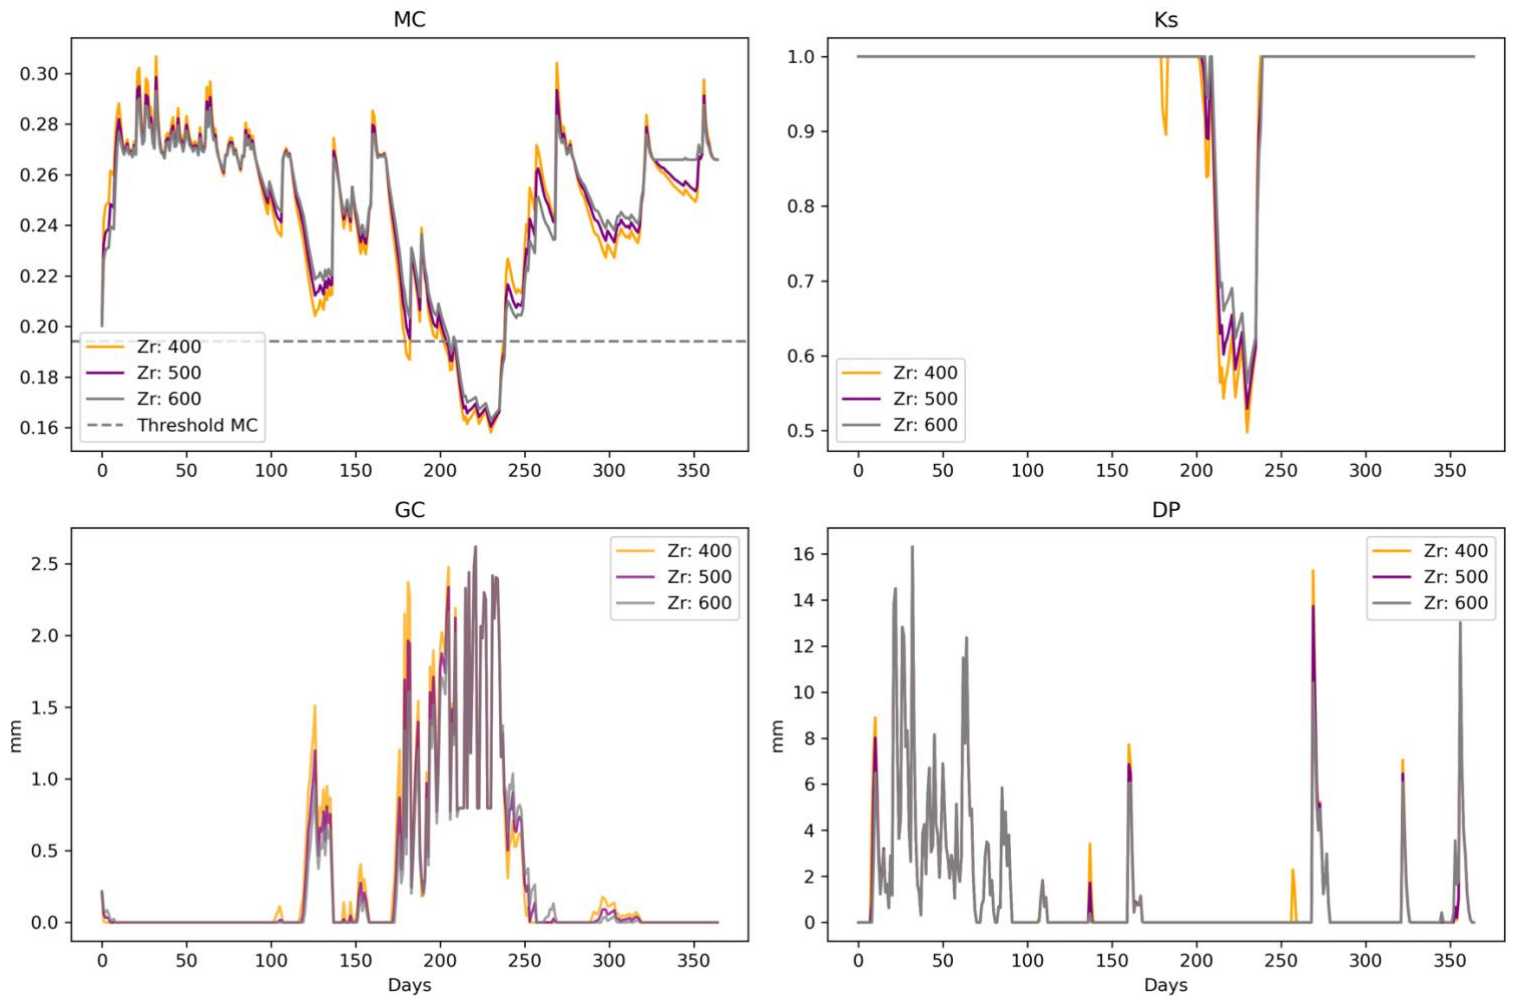 MC
0.30
0.28
0.26
0.24
0.22
0.20
0.18
0.16
Zr: 400
Zr: 500
Zr: 600
Threshold MC
0 50 100 150 200 250 300 350
Ks
1.0
0.9
0.8
0.7
0.6
0.5
Zr: 400
Zr: 500
Zr: 600
0 50 100 150 200 250 300 350
GC
mm
2.5
2.0
1.5
1.0
0.5
0.0
Zr: 400
Zr: 500
Zr: 600
0 50 100 150 200 250 300 350
Days
DP
mm
16
14
12
10
8
6
4
2
0
Zr: 400
Zr: 500
Zr: 600
0 50 100 150 200 250 300 350
Days